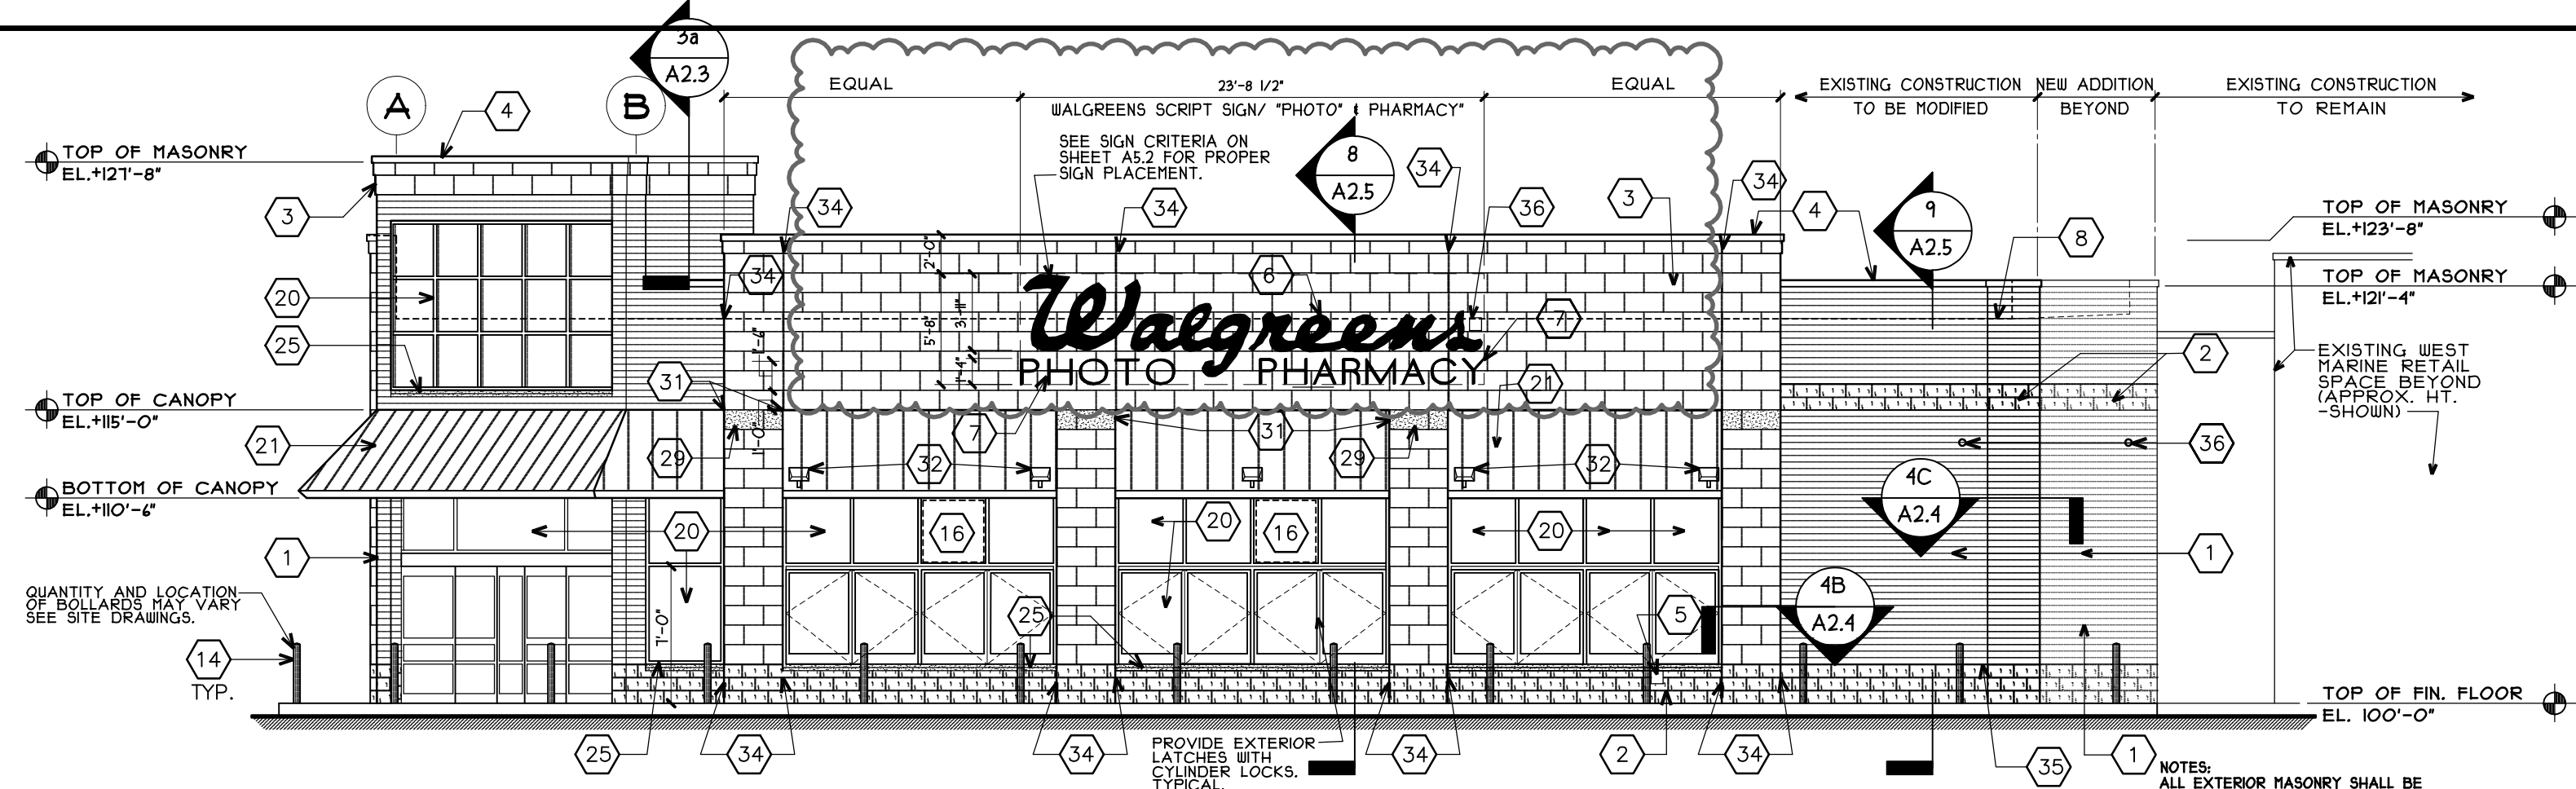 3a
A2.3
EQUAL
23'-8 1/2"
EQUAL
EXISTING CONSTRUCTION
TO BE MODIFIED
NEW ADDITION
BEYOND
EXISTING CONSTRUCTION
TO REMAIN
A
B
4
WALGREENS SCRIPT SIGN/ "PHOTO" & PHARMACY"
SEE SIGN CRITERIA ON
SHEET A5.2 FOR PROPER
SIGN PLACEMENT.
8
A2.5
34
34
TOP OF MASONRY
EL.+127'-8"
3
34
34
36
3
4
9
A2.5
8
TOP OF MASONRY
EL.+123'-8"
2'-0"
34
6
20
TOP OF MASONRY
EL.+121'-4"
Walgreens
PHOTO PHARMACY
5'-8"
3'-11"
1'-4"
1'-6"
7
25
31
21
2
EXISTING WEST
MARINE RETAIL
SPACE BEYOND
(APPROX. HT.
-SHOWN)
TOP OF CANOPY
EL.+115'-0"
21
29
1'-0"
7
32
31
29
32
36
BOTTOM OF CANOPY
EL.+110'-6"
4C
A2.4
20
16
20
16
20
1
1
QUANTITY AND LOCATION
OF BOLLARDS MAY VARY
SEE SITE DRAWINGS.
7'-0"
25
5
4B
A2.4
14
TYP.
TOP OF FIN. FLOOR
EL. 100'-0"
25
34
34
PROVIDE EXTERIOR
LATCHES WITH
CYLINDER LOCKS.
TYPICAL.
34
2
34
35
1
NOTES:
ALL EXTERIOR MASONRY SHALL BE